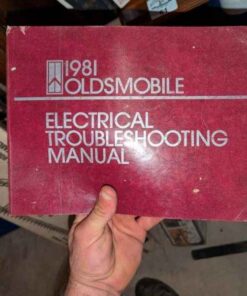 1981
OLDSMOBILE
ELECTRICAL
TROUBLESHOOTING
MANUAL